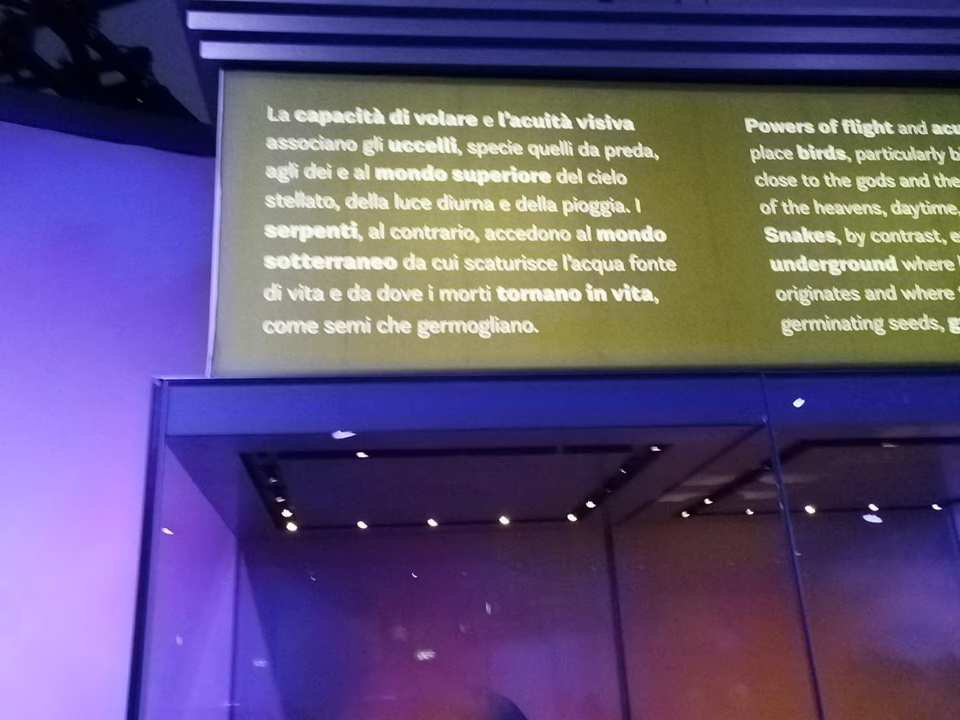 La capacità di volare e l'acuità visiva
associano gli uccelli, specie quelli da preda,
agli dei e al mondo superiore del cielo
stellato, della luce diurna e della pioggia. I
serpenti, al contrario, accedono al mondo
sotterraneo da cui scaturisce l'acqua fonte
di vita e da dove i morti tornano in vita,
come semi che germogliano.
Powers of flight and acu
place birds, particularly bi
close to the gods and the
of the heavens, daytime,
Snakes, by contrast, e
underground where
originates and where
germinating seeds, g